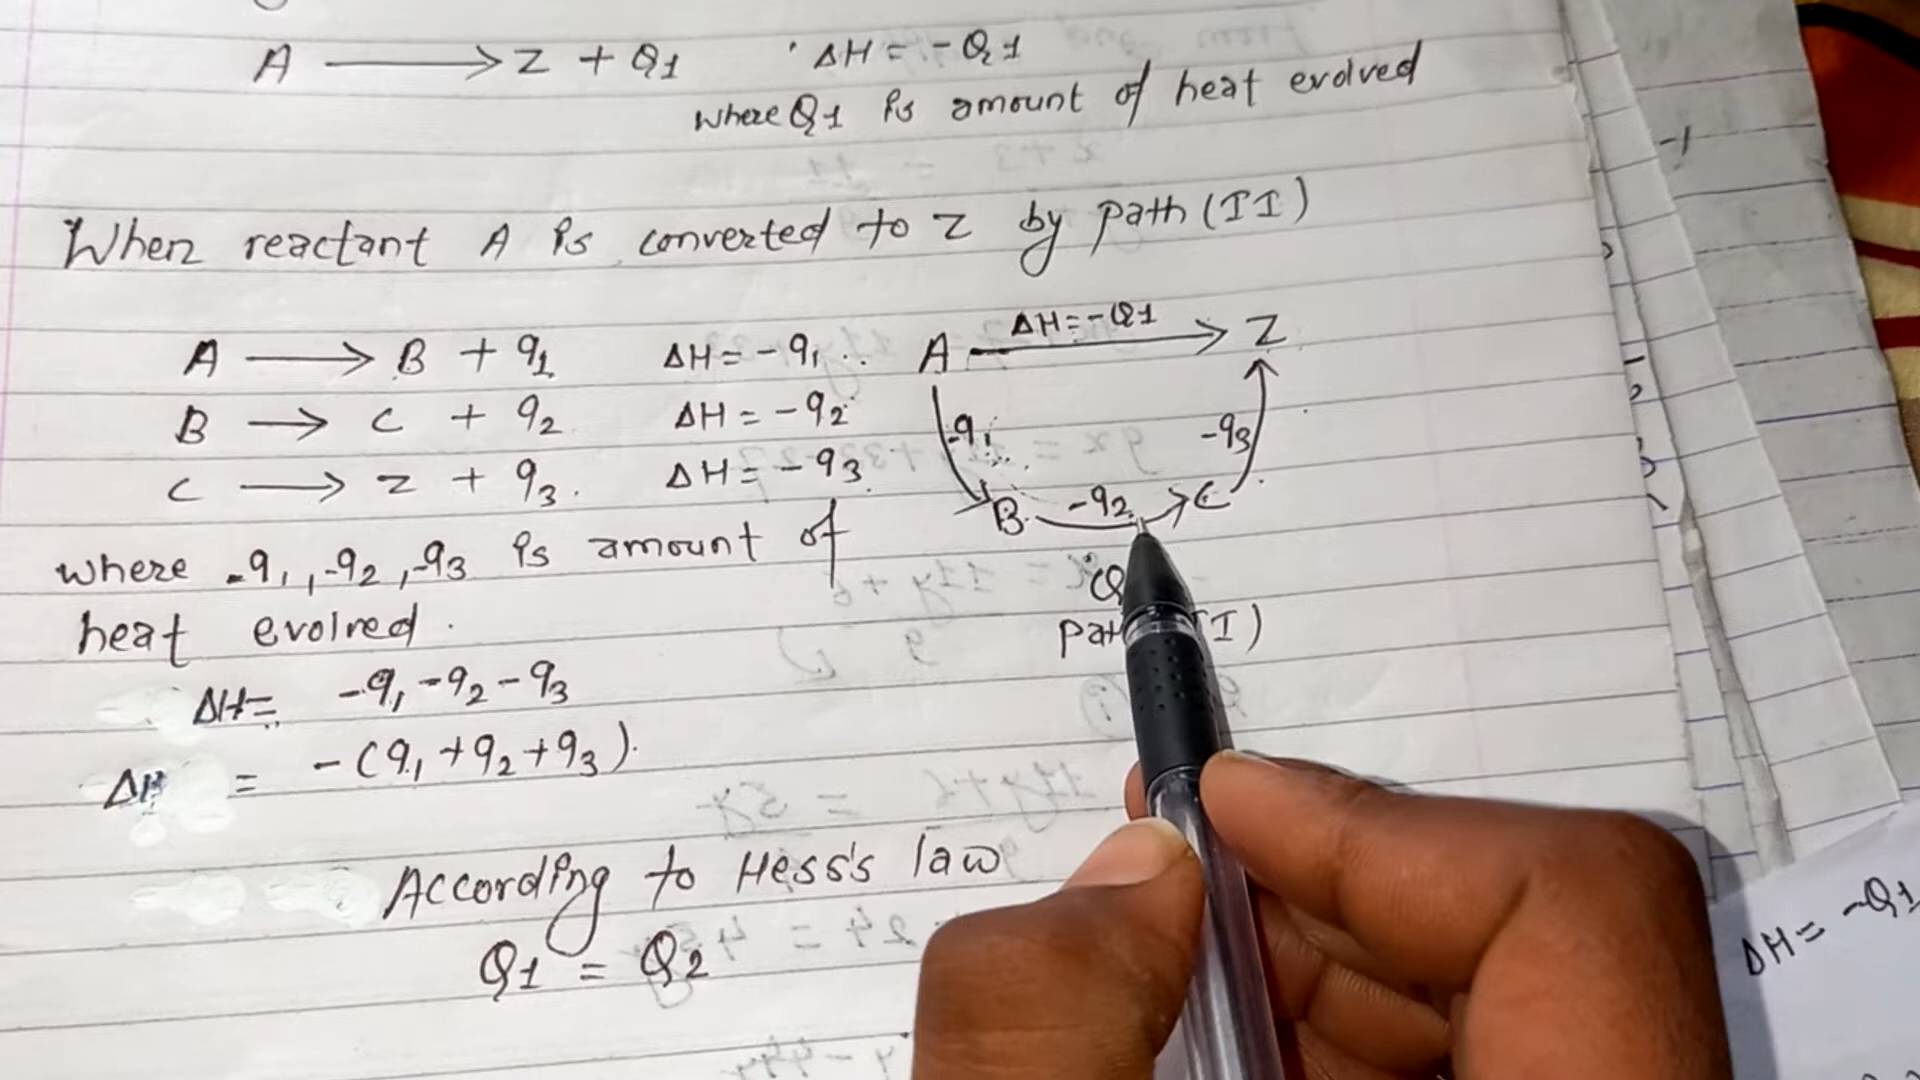 A ⟶ Z + Q1 ΔH = -Q1
where Q1 is amount of heat evolved
When reactant A is converted to Z by path (II)
A ⟶ B + q1 ΔH = -q1
B ⟶ C + q2 ΔH = -q2
C ⟶ Z + q3. ΔH = -q3
where -q1, -q2, -q3 is amount of
heat evolved.
ΔH = -q1 -q2 -q3
ΔH = -(q1 + q2 + q3).
According to Hess's law
Q1 = Q2
A ΔH = -Q1 ⟶ Z
-q1
-q3
B -q2 C
ΔH = -Q1